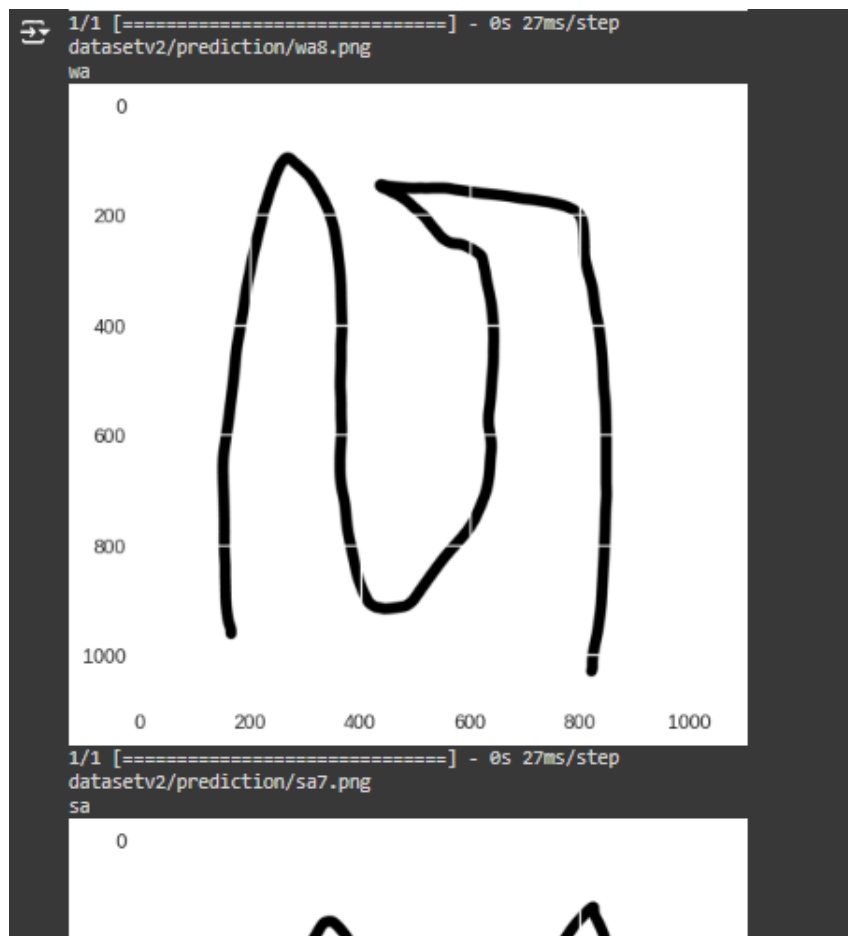 1/1 [==============================] - 0s 27ms/step
datasetv2/prediction/wa8.png
wa
0
200
400
600
800
1000
ꦮ
0 200 400 600 800 1000
1/1 [==============================] - 0s 27ms/step
datasetv2/prediction/sa7.png
sa
0